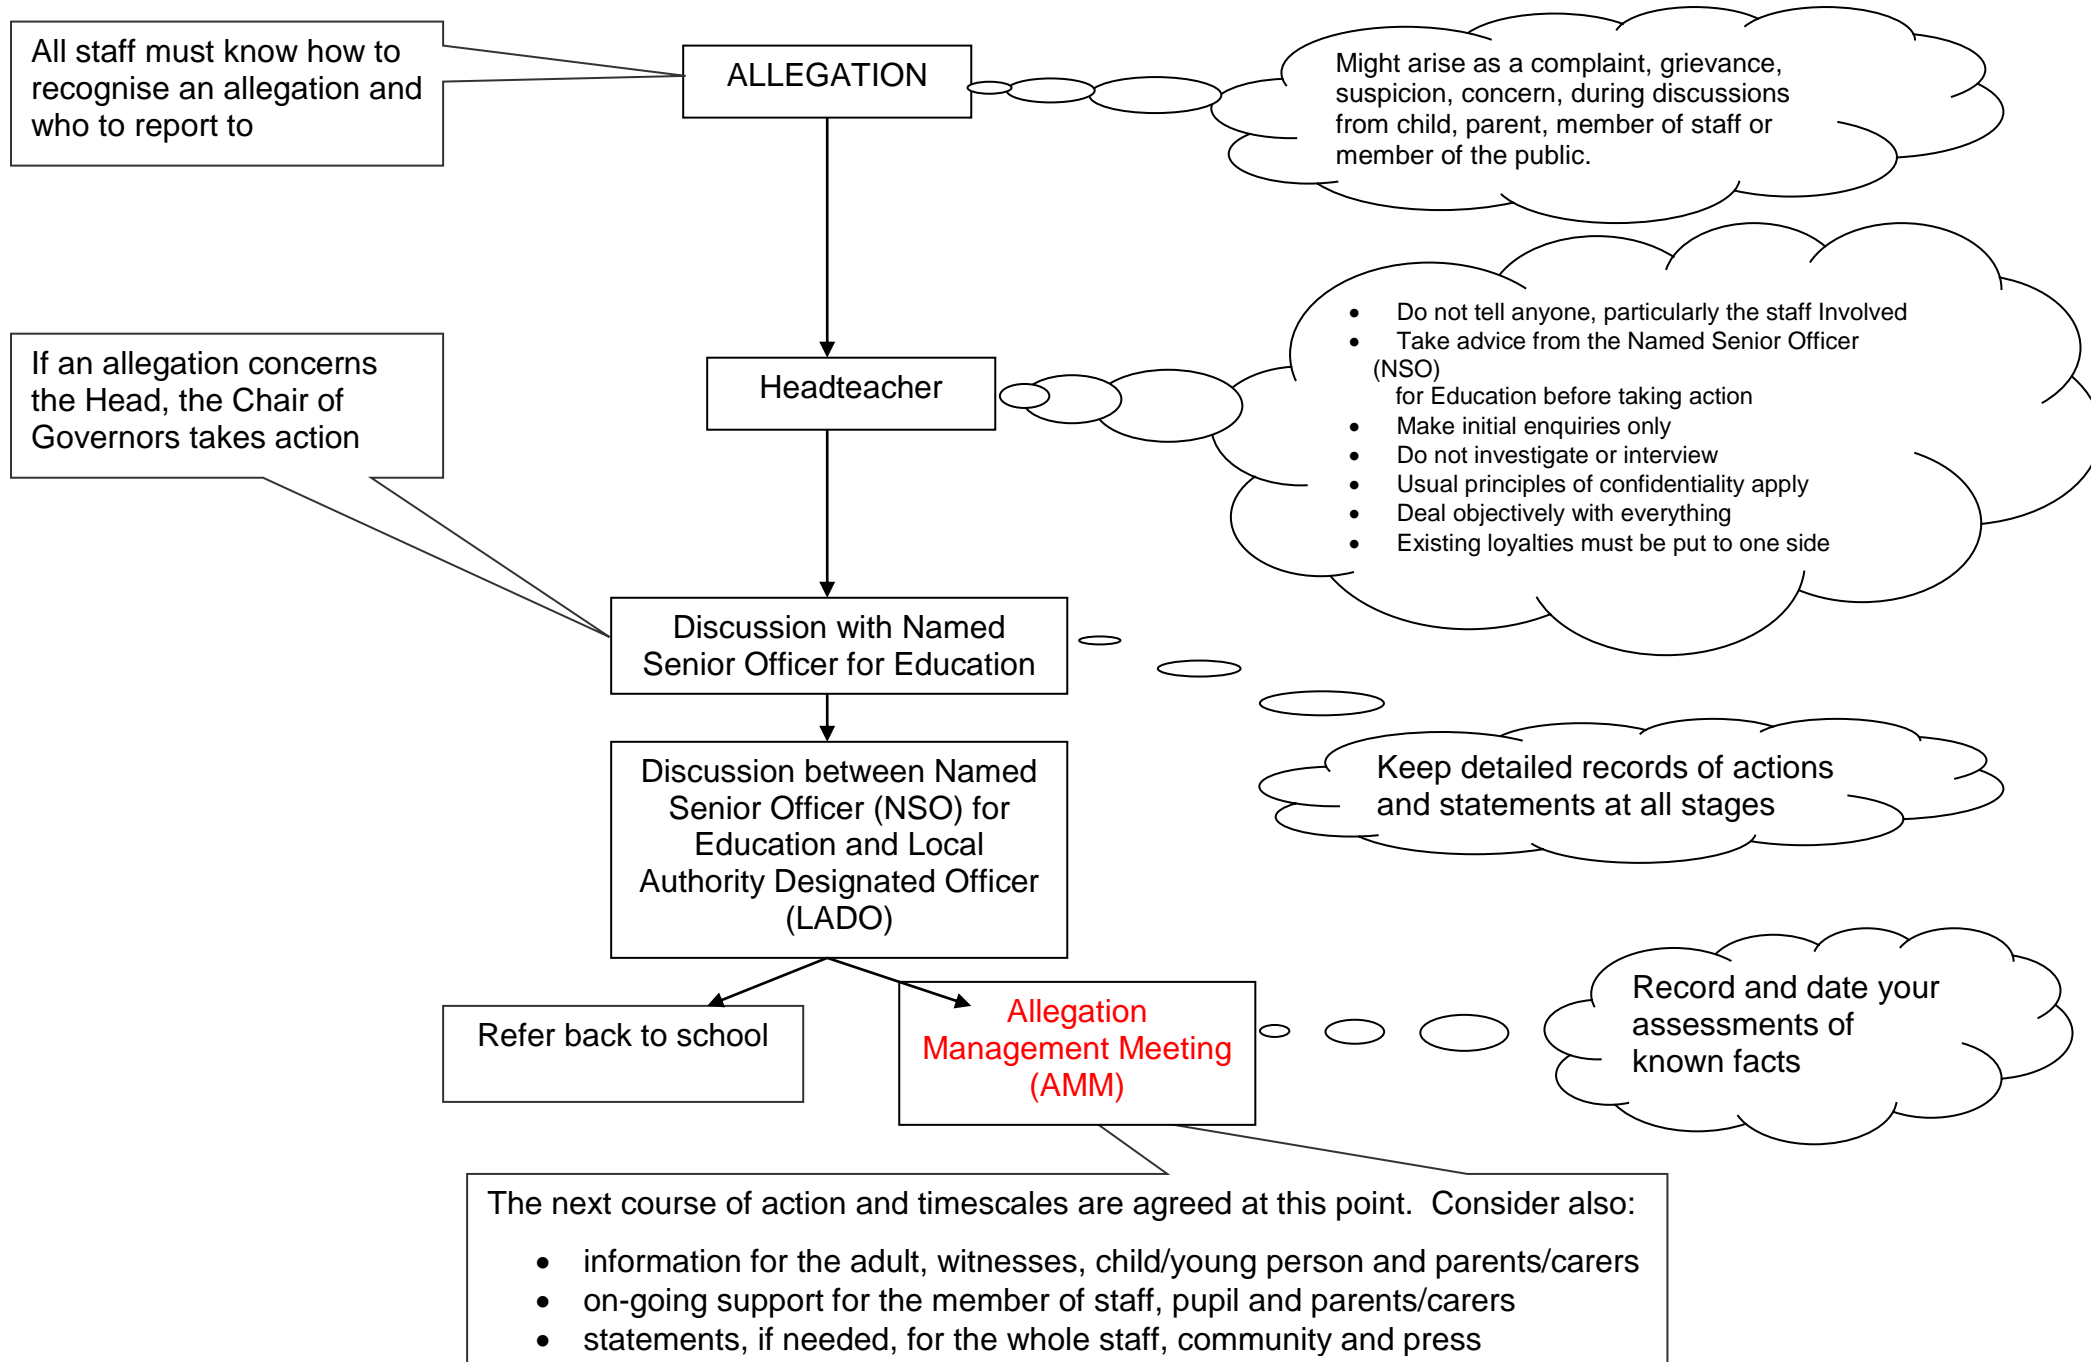 All staff must know how to
recognise an allegation and
who to report to
ALLEGATION
Might arise as a complaint, grievance,
suspicion, concern, during discussions
from child, parent, member of staff or
member of the public.
If an allegation concerns
the Head, the Chair of
Governors takes action
Headteacher
• Do not tell anyone, particularly the staff Involved
• Take advice from the Named Senior Officer
(NSO)
for Education before taking action
• Make initial enquiries only
• Do not investigate or interview
• Usual principles of confidentiality apply
• Deal objectively with everything
• Existing loyalties must be put to one side
Discussion with Named
Senior Officer for Education
Discussion between Named
Senior Officer (NSO) for
Education and Local
Authority Designated Officer
(LADO)
Keep detailed records of actions
and statements at all stages
Refer back to school
Allegation
Management Meeting
(AMM)
Record and date your
assessments of
known facts
The next course of action and timescales are agreed at this point.  Consider also:
• information for the adult, witnesses, child/young person and parents/carers
• on-going support for the member of staff, pupil and parents/carers
• statements, if needed, for the whole staff, community and press